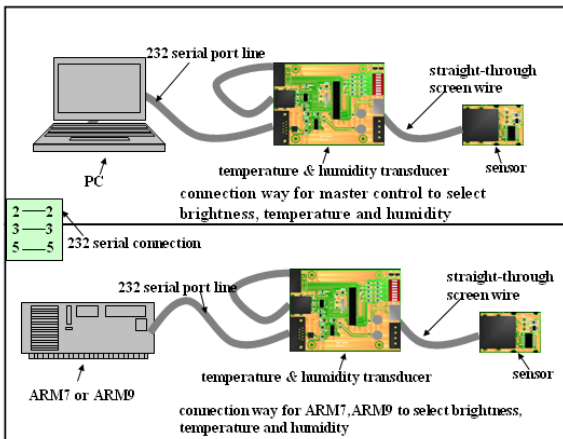 232 serial port line
straight-through
screen wire
PC
temperature & humidity transducer
sensor
connection way for master control to select
brightness, temperature and humidity
2 — 2
3 — 3
5 — 5
232 serial connection
232 serial port line
straight-through
screen wire
ARM7 or ARM9
temperature & humidity transducer
sensor
connection way for ARM7,ARM9 to select brightness,
temperature and humidity